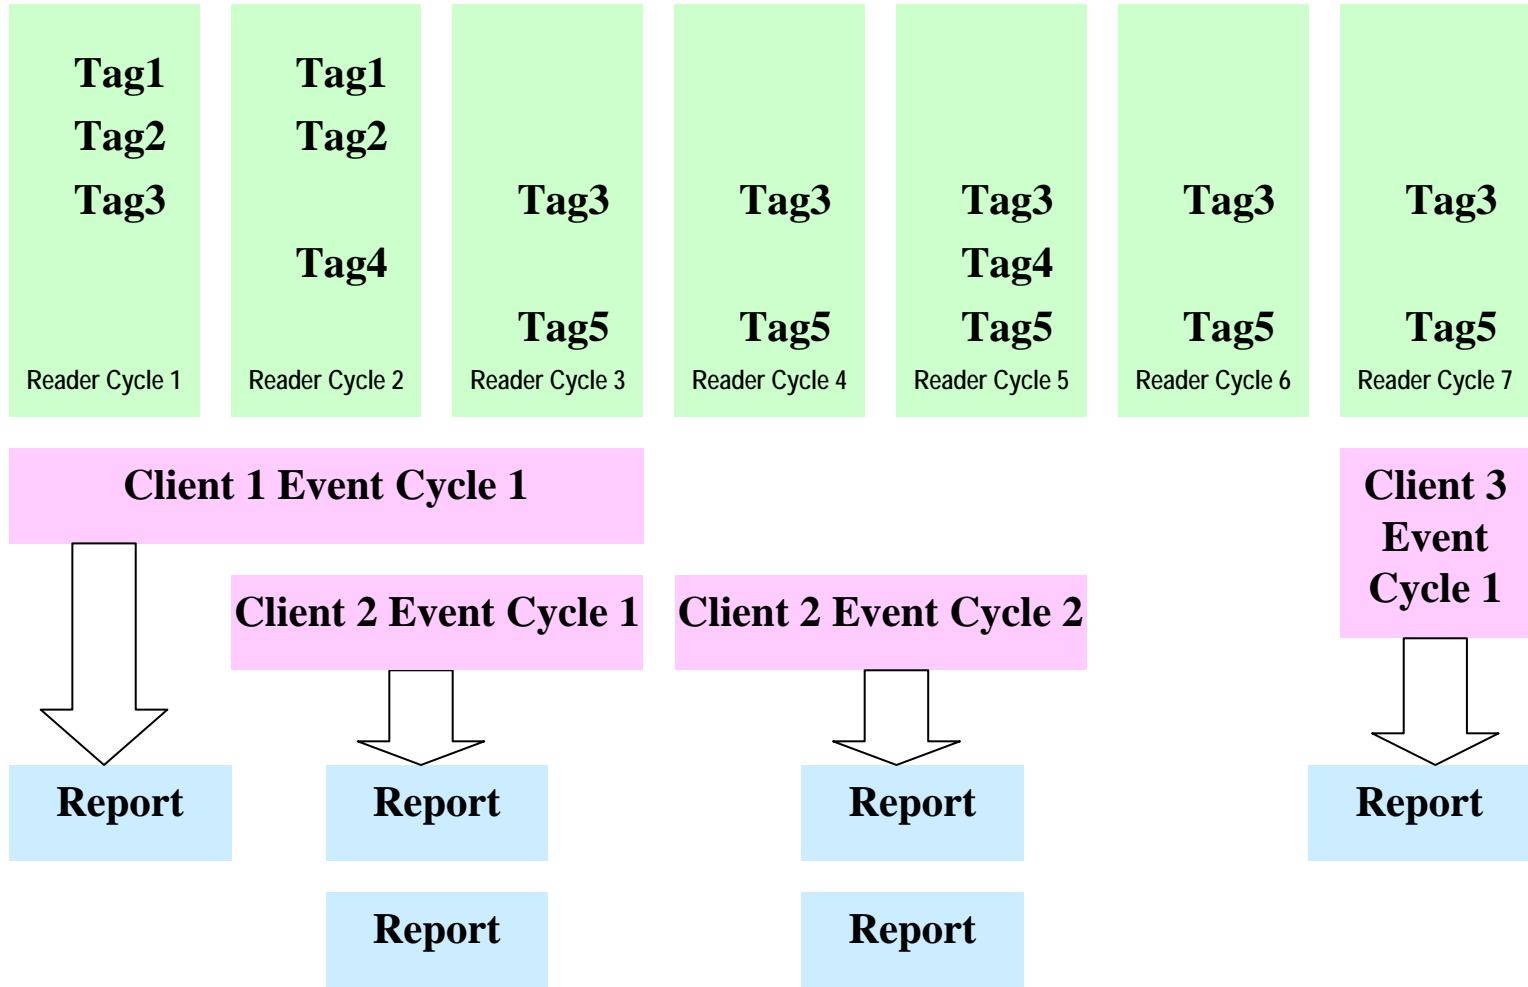 Tag1
Tag2
Tag3
Reader Cycle 1
Tag1
Tag2
Tag4
Reader Cycle 2
Tag3
Tag5
Reader Cycle 3
Tag3
Tag5
Reader Cycle 4
Tag3
Tag4
Tag5
Reader Cycle 5
Tag3
Tag5
Reader Cycle 6
Tag3
Tag5
Reader Cycle 7
Client 1 Event Cycle 1
Client 2 Event Cycle 1
Client 2 Event Cycle 2
Client 3
Event
Cycle 1
Report
Report
Report
Report
Report
Report